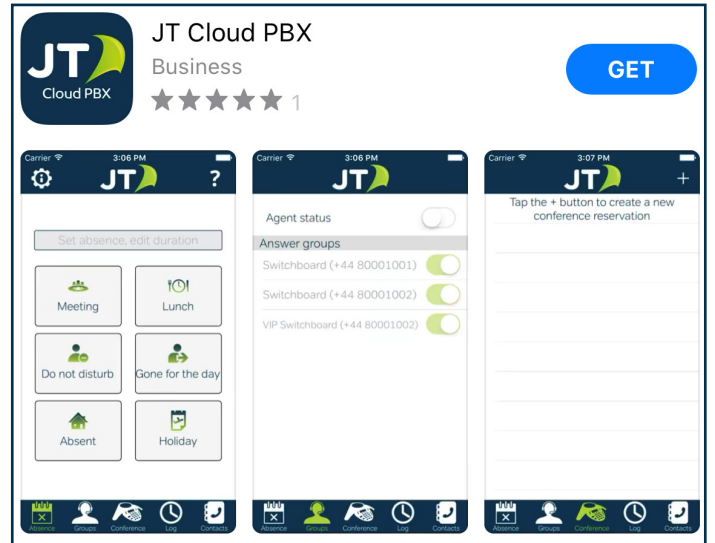 JT Cloud PBX
Business
GET
1
JT
Cloud PBX
Carrier 3:06 PM
JT
?
Set absence, edit duration
Meeting
Lunch
Do not disturb
Gone for the day
Absent
Holiday
Absence Groups Conference Log Contacts
Carrier 3:06 PM
JT
Agent status
Answer groups
Switchboard (+44 80001001)
Switchboard (+44 80001002)
VIP Switchboard (+44 80001002)
Absence Groups Conference Log Contacts
Carrier 3:07 PM
JT
+
Tap the + button to create a new
conference reservation
Absence Groups Conference Log Contacts